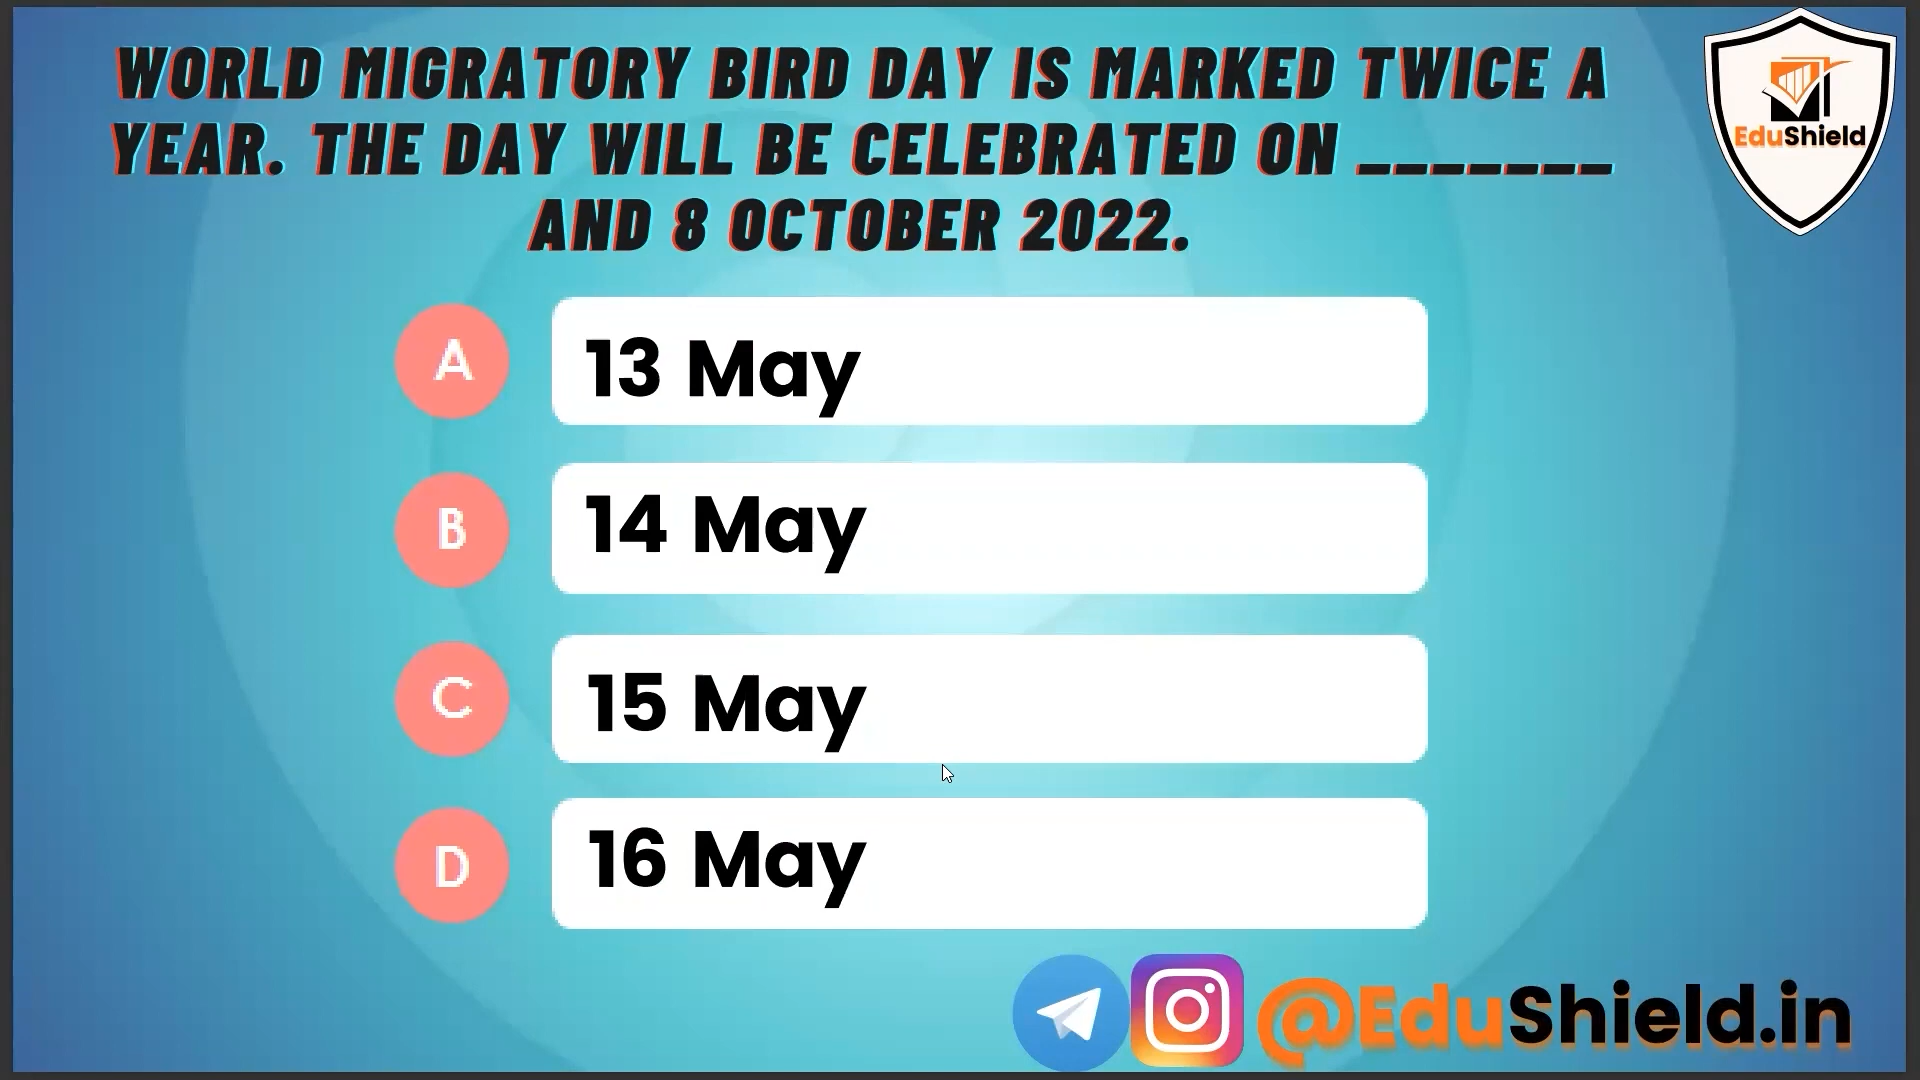 WORLD MIGRATORY BIRD DAY IS MARKED TWICE A
YEAR. THE DAY WILL BE CELEBRATED ON _______
AND 8 OCTOBER 2022.
EduShield
A 13 May
B 14 May
C 15 May
D 16 May
@EduShield.in